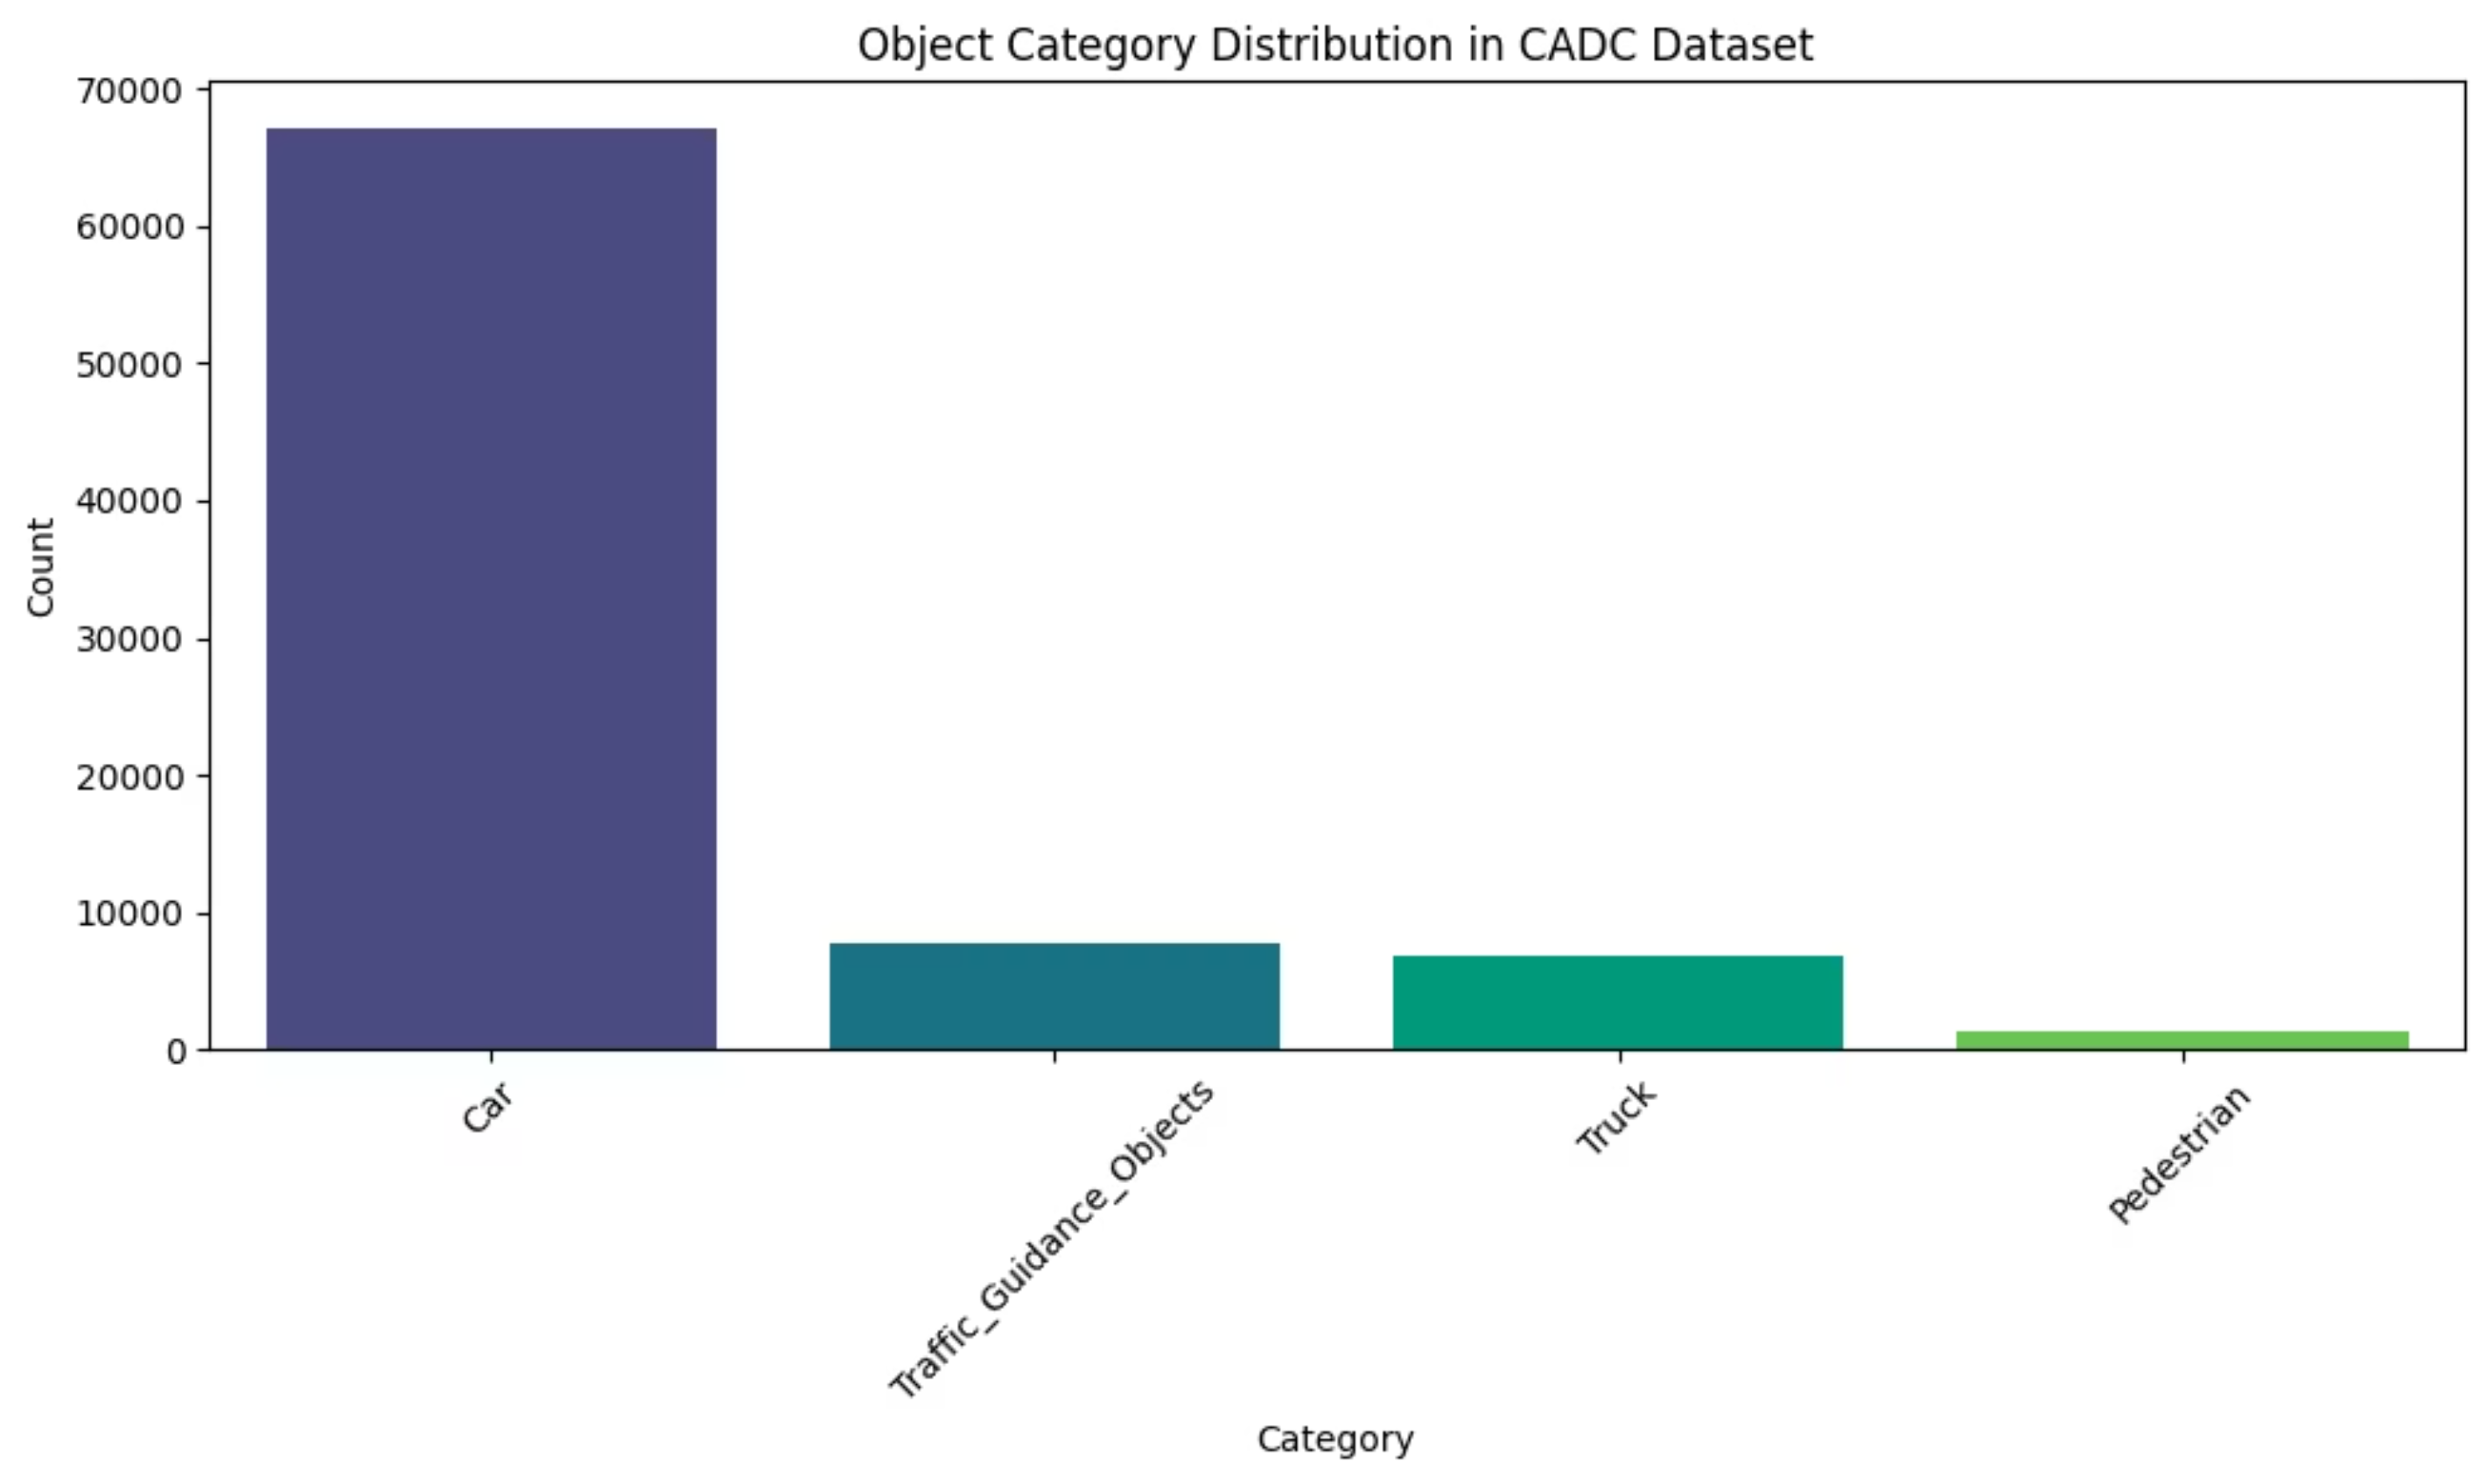 Object Category Distribution in CADC Dataset
70000
60000
50000
40000
30000
20000
10000
0
Count
Car
Traffic_Guidance_Objects
Truck
Pedestrian
Category